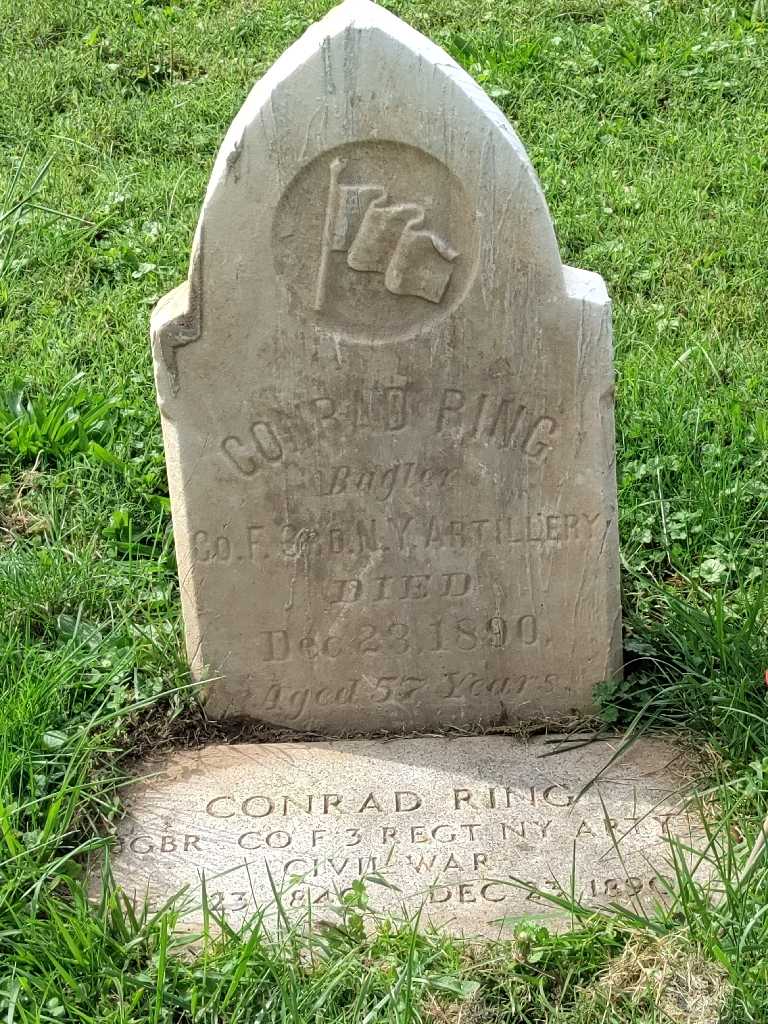 CONRAD RING
Bugler
CO. F. 3RD. N.Y. ARTILLERY
DIED
Dec 23, 1890.
Aged 57 Years.
CONRAD RING
BGBR CO F 3 REGT NY ART
CIVIL WAR
23 DEC 23 1890